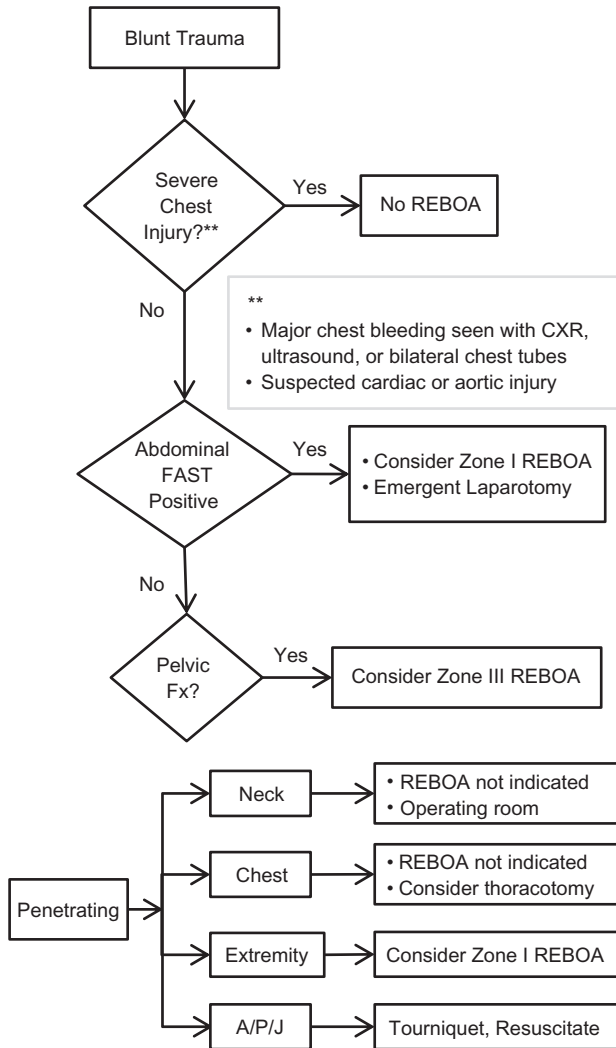 Blunt Trauma
Severe
Chest
Injury?**
Yes
No REBOA
No
**
• Major chest bleeding seen with CXR,
ultrasound, or bilateral chest tubes
• Suspected cardiac or aortic injury
Abdominal
FAST
Positive
Yes
• Consider Zone I REBOA
• Emergent Laparotomy
No
Pelvic
Fx?
Yes
Consider Zone III REBOA
Penetrating
Neck
• REBOA not indicated
• Operating room
Chest
• REBOA not indicated
• Consider thoracotomy
Extremity
Consider Zone I REBOA
A/P/J
Tourniquet, Resuscitate